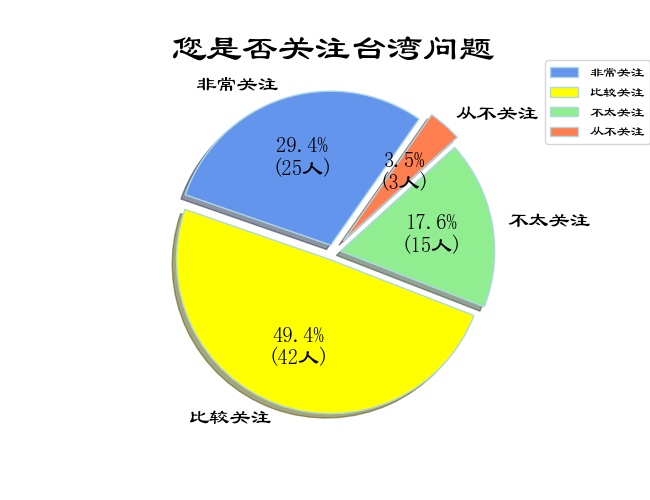 您是否关注台湾问题
非常关注
比较关注
不太关注
从不关注
非常关注
29.4%
(25人)
从不关注
3.5%
(3人)
不太关注
17.6%
(15人)
49.4%
(42人)
比较关注